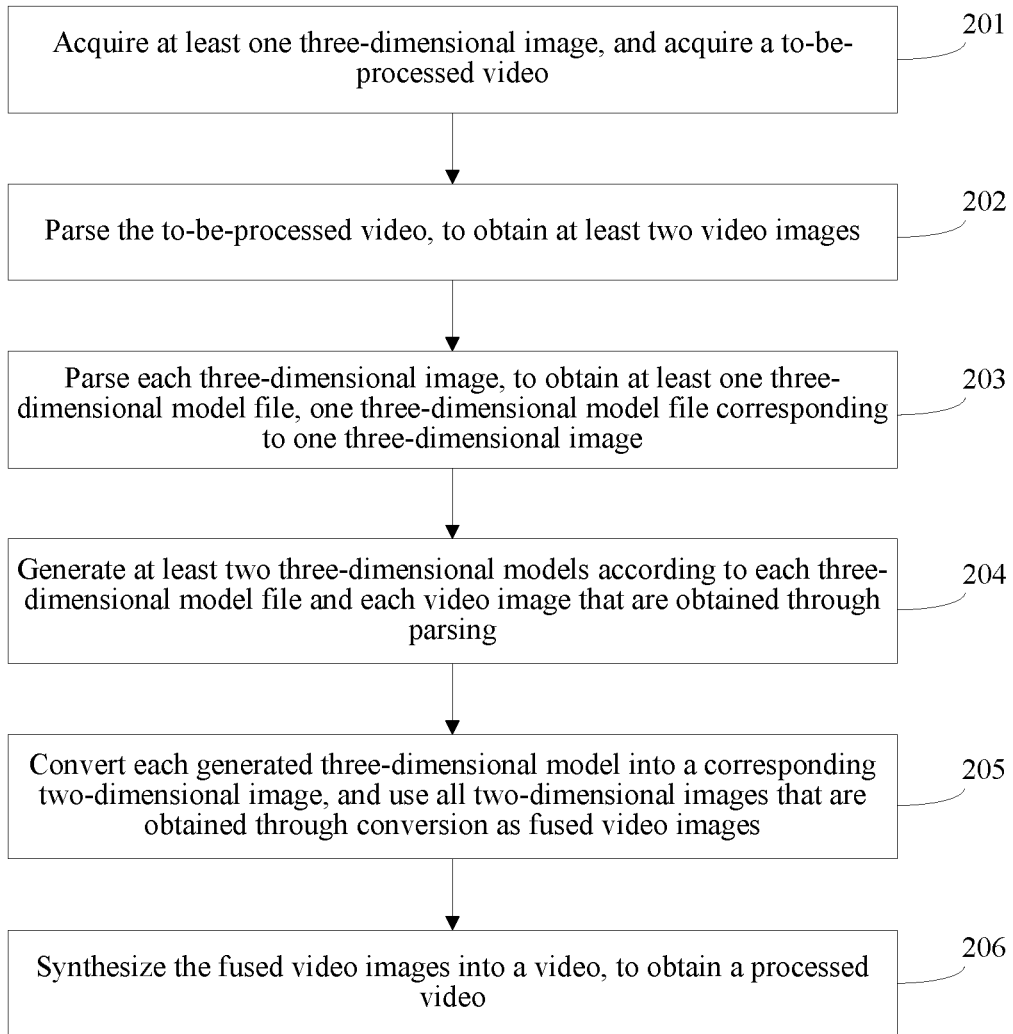 Acquire at least one three-dimensional image, and acquire a to-be-
processed video
201
Parse the to-be-processed video, to obtain at least two video images
202
Parse each three-dimensional image, to obtain at least one three-
dimensional model file, one three-dimensional model file corresponding
to one three-dimensional image
203
Generate at least two three-dimensional models according to each three-
dimensional model file and each video image that are obtained through
parsing
204
Convert each generated three-dimensional model into a corresponding
two-dimensional image, and use all two-dimensional images that are
obtained through conversion as fused video images
205
Synthesize the fused video images into a video, to obtain a processed
video
206